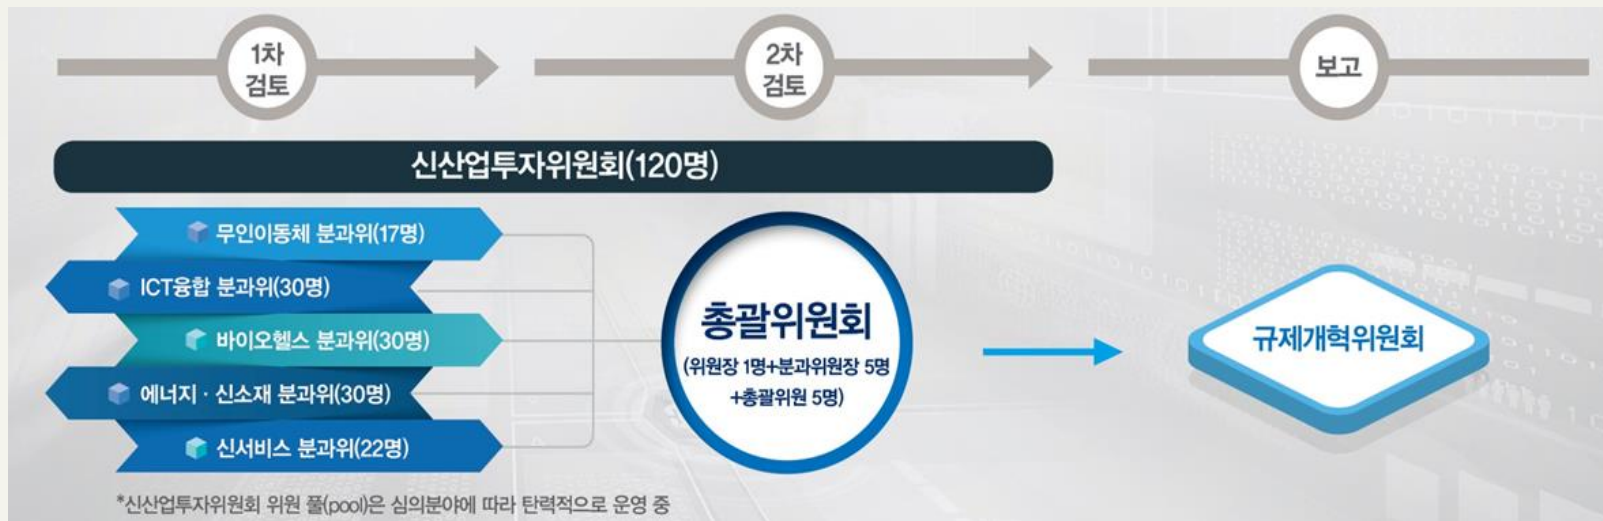 1차
검토
2차
검토
보고
신산업투자위원회(120명)
무인이동체 분과위(17명)
ICT융합 분과위(30명)
바이오헬스 분과위(30명)
에너지 · 신소재 분과위(30명)
신서비스 분과위(22명)
총괄위원회
(위원장 1명+분과위원장 5명
+총괄위원 5명)
규제개혁위원회
*신산업투자위원회 위원 풀(pool)은 심의분야에 따라 탄력적으로 운영 중